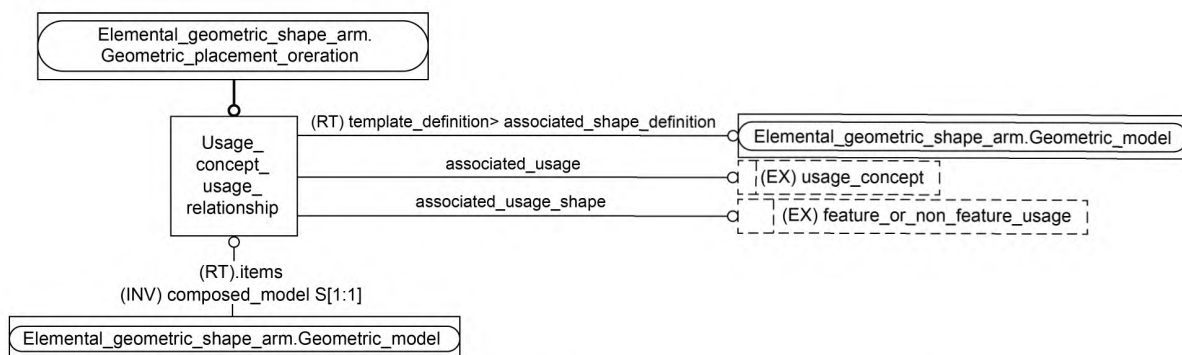 Elemental_geometric_shape_arm.
Geometric_placement_oreration
Usage_
concept_
usage_
relationship
(RT) template_definition> associated_shape_definition
Elemental_geometric_shape_arm.Geometric_model
associated_usage
(EX) usage_concept
associated_usage_shape
(EX) feature_or_non_feature_usage
(RT).items
(INV) composed_model S[1:1]
Elemental_geometric_shape_arm.Geometric_model